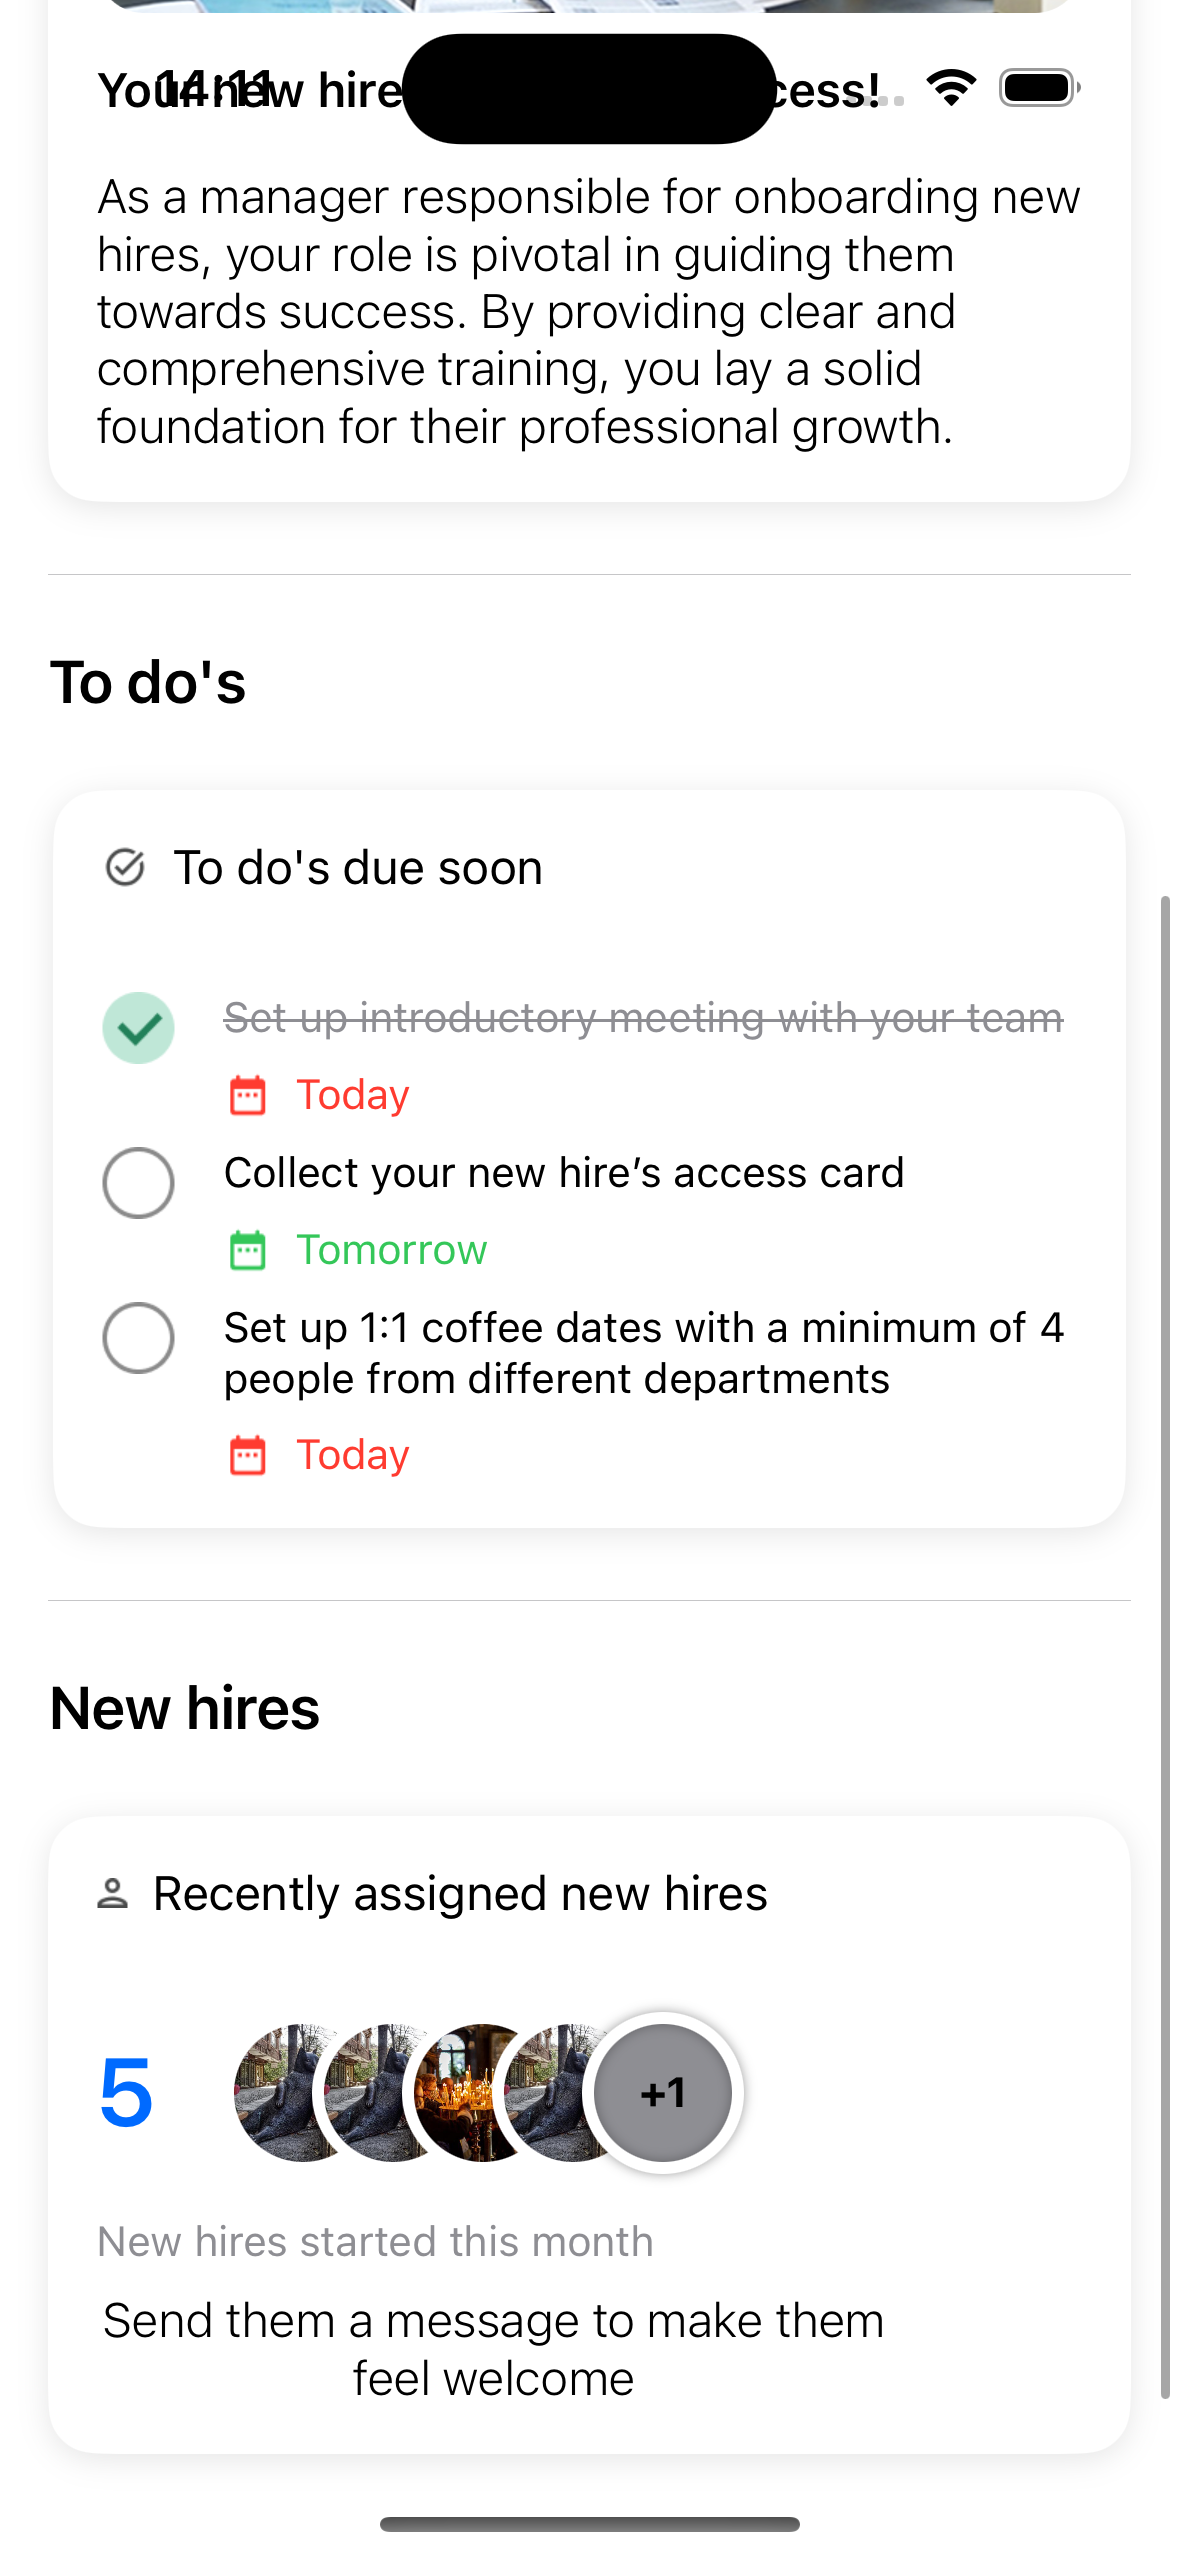 14:11
Your new hire
cess!
As a manager responsible for onboarding new
hires, your role is pivotal in guiding them
towards success. By providing clear and
comprehensive training, you lay a solid
foundation for their professional growth.
To do's
To do's due soon
Set up introductory meeting with your team
Today
Collect your new hire’s access card
Tomorrow
Set up 1:1 coffee dates with a minimum of 4
people from different departments
Today
New hires
Recently assigned new hires
5
+1
New hires started this month
Send them a message to make them
feel welcome